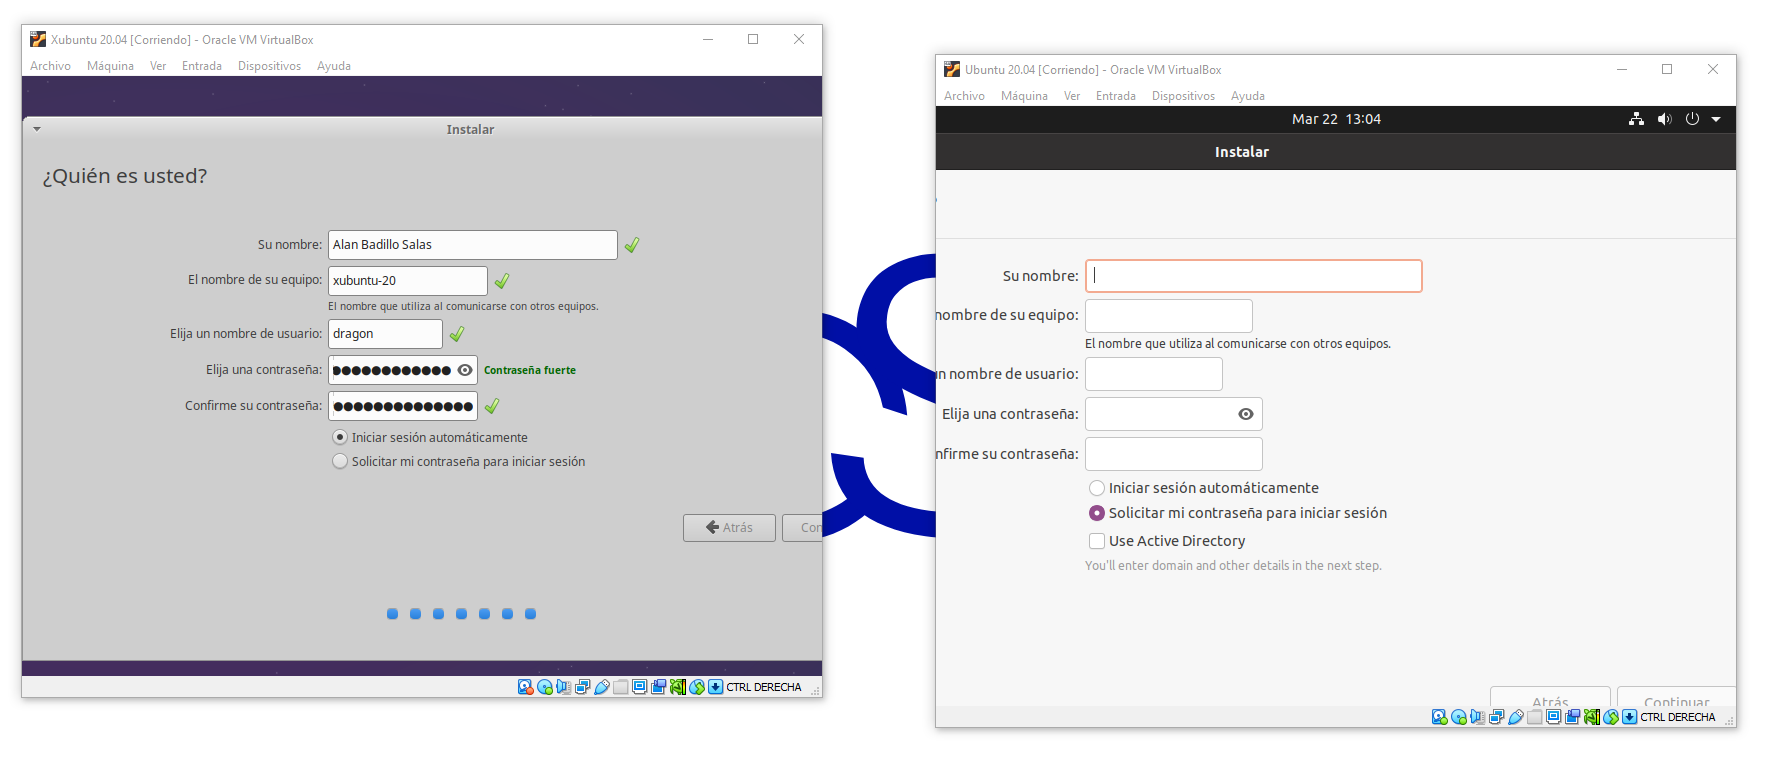 Xubuntu 20.04 [Corriendo] - Oracle VM VirtualBox
Archivo Máquina Ver Entrada Dispositivos Ayuda
Instalar
¿Quién es usted?
Su nombre: Alan Badillo Salas
El nombre de su equipo: xubuntu-20
El nombre que utiliza al comunicarse con otros equipos.
Elija un nombre de usuario: dragon
Elija una contraseña: ●●●●●●●●●●●● Contraseña fuerte
Confirme su contraseña: ●●●●●●●●●●●●●●
Iniciar sesión automáticamente
Solicitar mi contraseña para iniciar sesión
Atrás Con
CTRL DERECHA
Ubuntu 20.04 [Corriendo] - Oracle VM VirtualBox
Archivo Máquina Ver Entrada Dispositivos Ayuda
Mar 22 13:04
Instalar
Su nombre:
nombre de su equipo:
El nombre que utiliza al comunicarse con otros equipos.
un nombre de usuario:
Elija una contraseña:
nfirme su contraseña:
Iniciar sesión automáticamente
Solicitar mi contraseña para iniciar sesión
Use Active Directory
You'll enter domain and other details in the next step.
Atrás Continuar
CTRL DERECHA